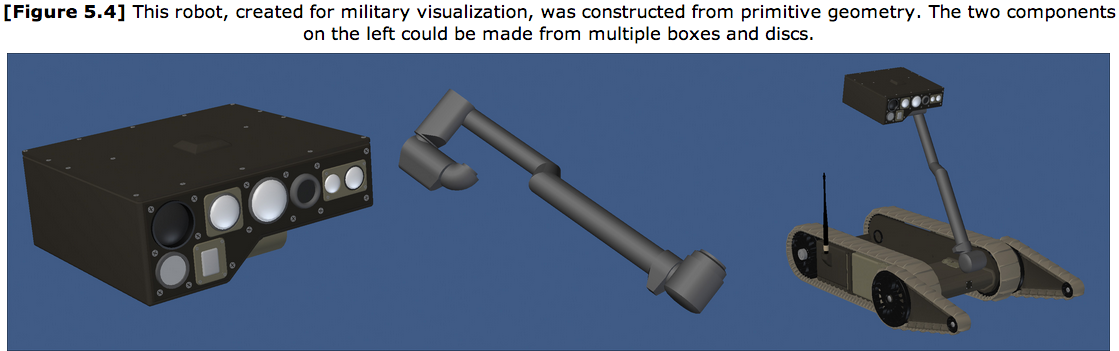 [Figure 5.4] This robot, created for military visualization, was constructed from primitive geometry. The two components
on the left could be made from multiple boxes and discs.